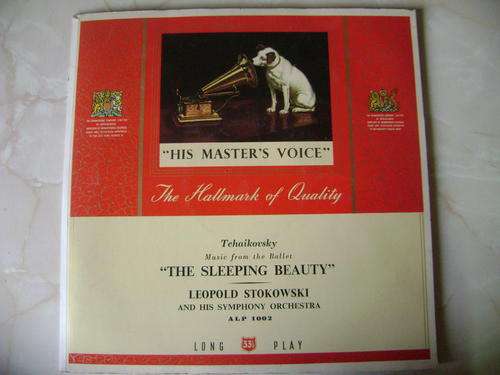 "HIS MASTER'S VOICE"
The Hallmark of Quality
Tchaikovsky
Music from the Ballet
"THE SLEEPING BEAUTY"
LEOPOLD STOKOWSKI
AND HIS SYMPHONY ORCHESTRA
ALP 1002
LONG 33⅓ PLAY